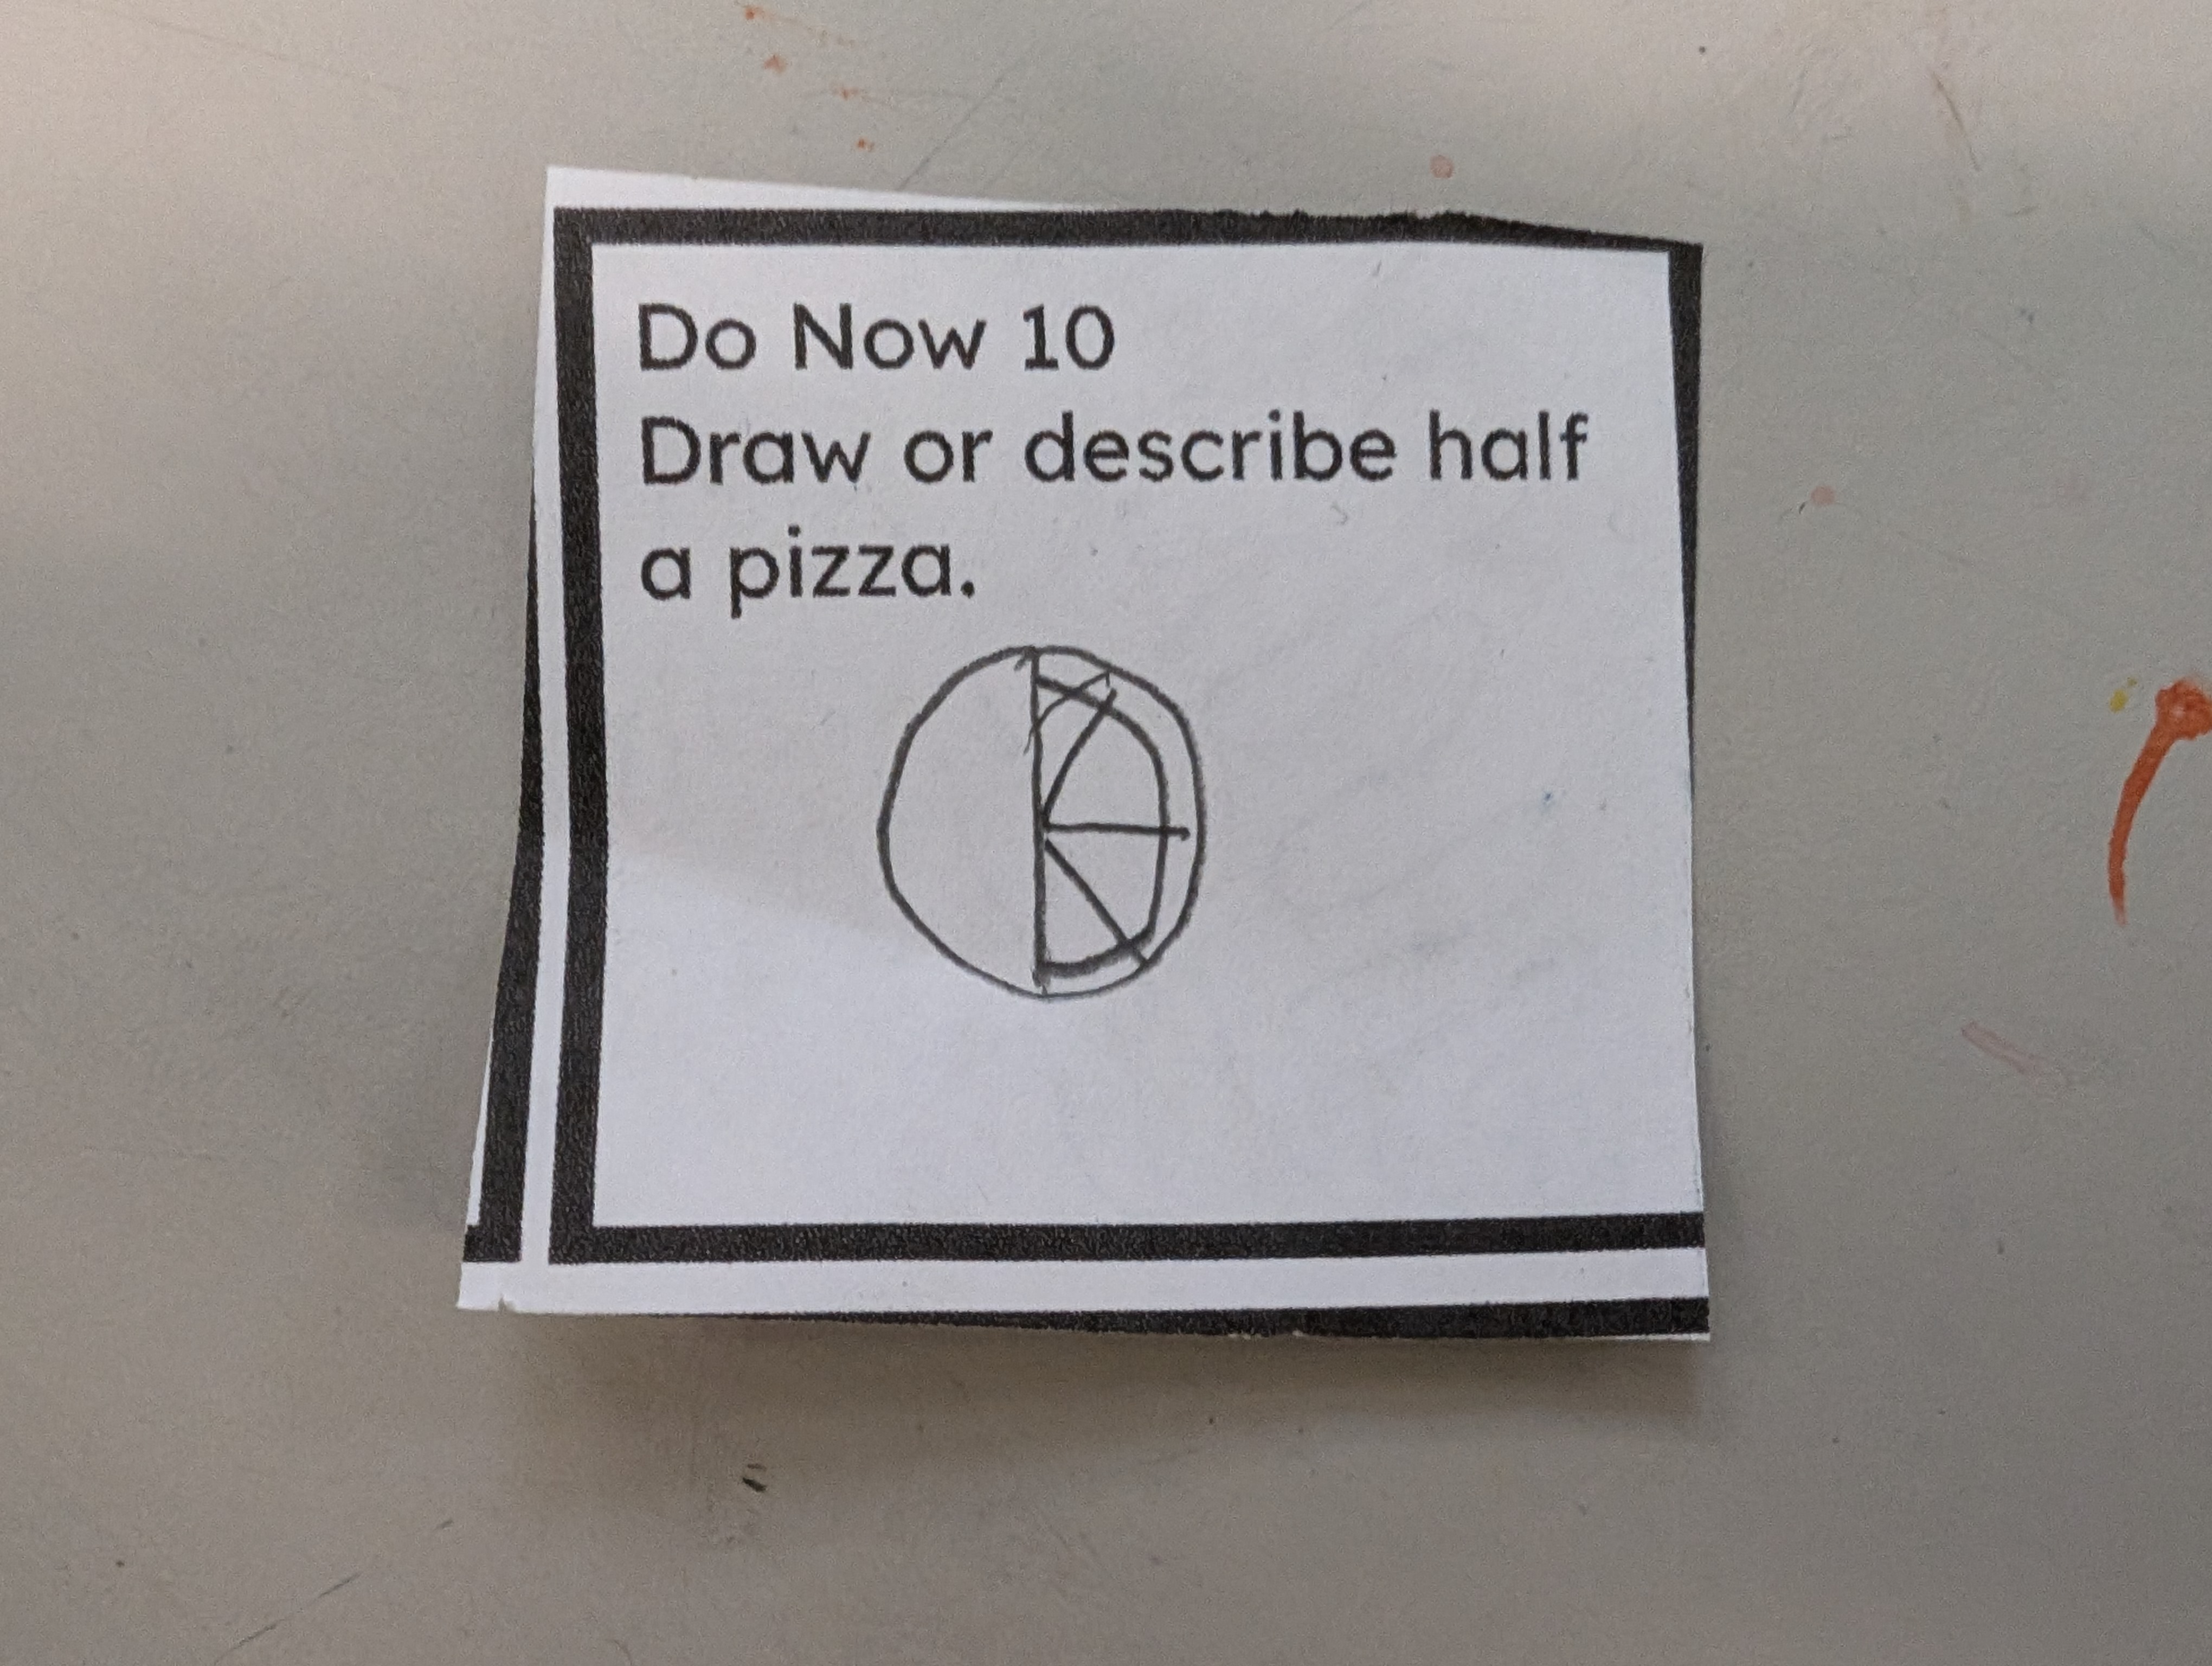 Do Now 10
Draw or describe half
a pizza.